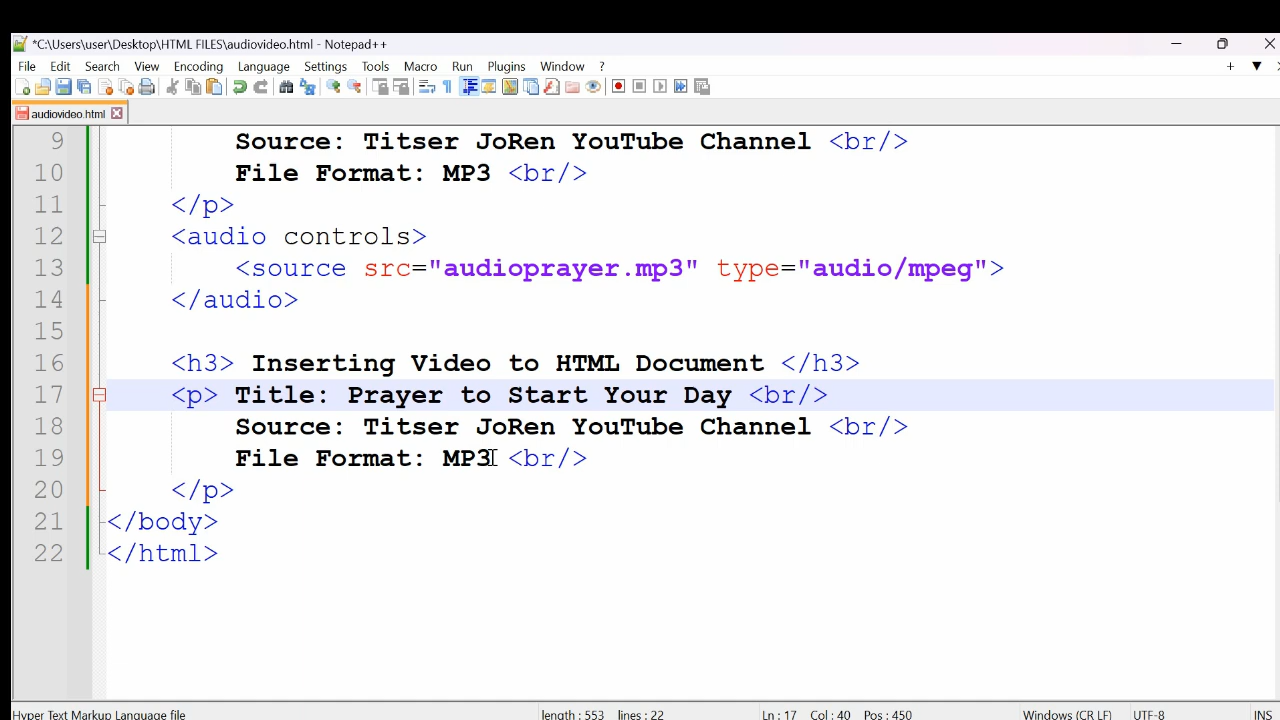 *C:\Users\user\Desktop\HTML FILES\audiovideo.html - Notepad++
File Edit Search View Encoding Language Settings Tools Macro Run Plugins Window ?
audiovideo.html
9 Source: Titser JoRen YouTube Channel <br/>
10 File Format: MP3 <br/>
11 </p>
12 <audio controls>
13 <source src="audioprayer.mp3" type="audio/mpeg">
14 </audio>
15
16 <h3> Inserting Video to HTML Document </h3>
17 <p> Title: Prayer to Start Your Day <br/>
18 Source: Titser JoRen YouTube Channel <br/>
19 File Format: MP3 <br/>
20 </p>
21 </body>
22 </html>
Hyper Text Markup Language file length : 553 lines : 22 Ln : 17 Col : 40 Pos : 450 Windows (CR LF) UTF-8 INS